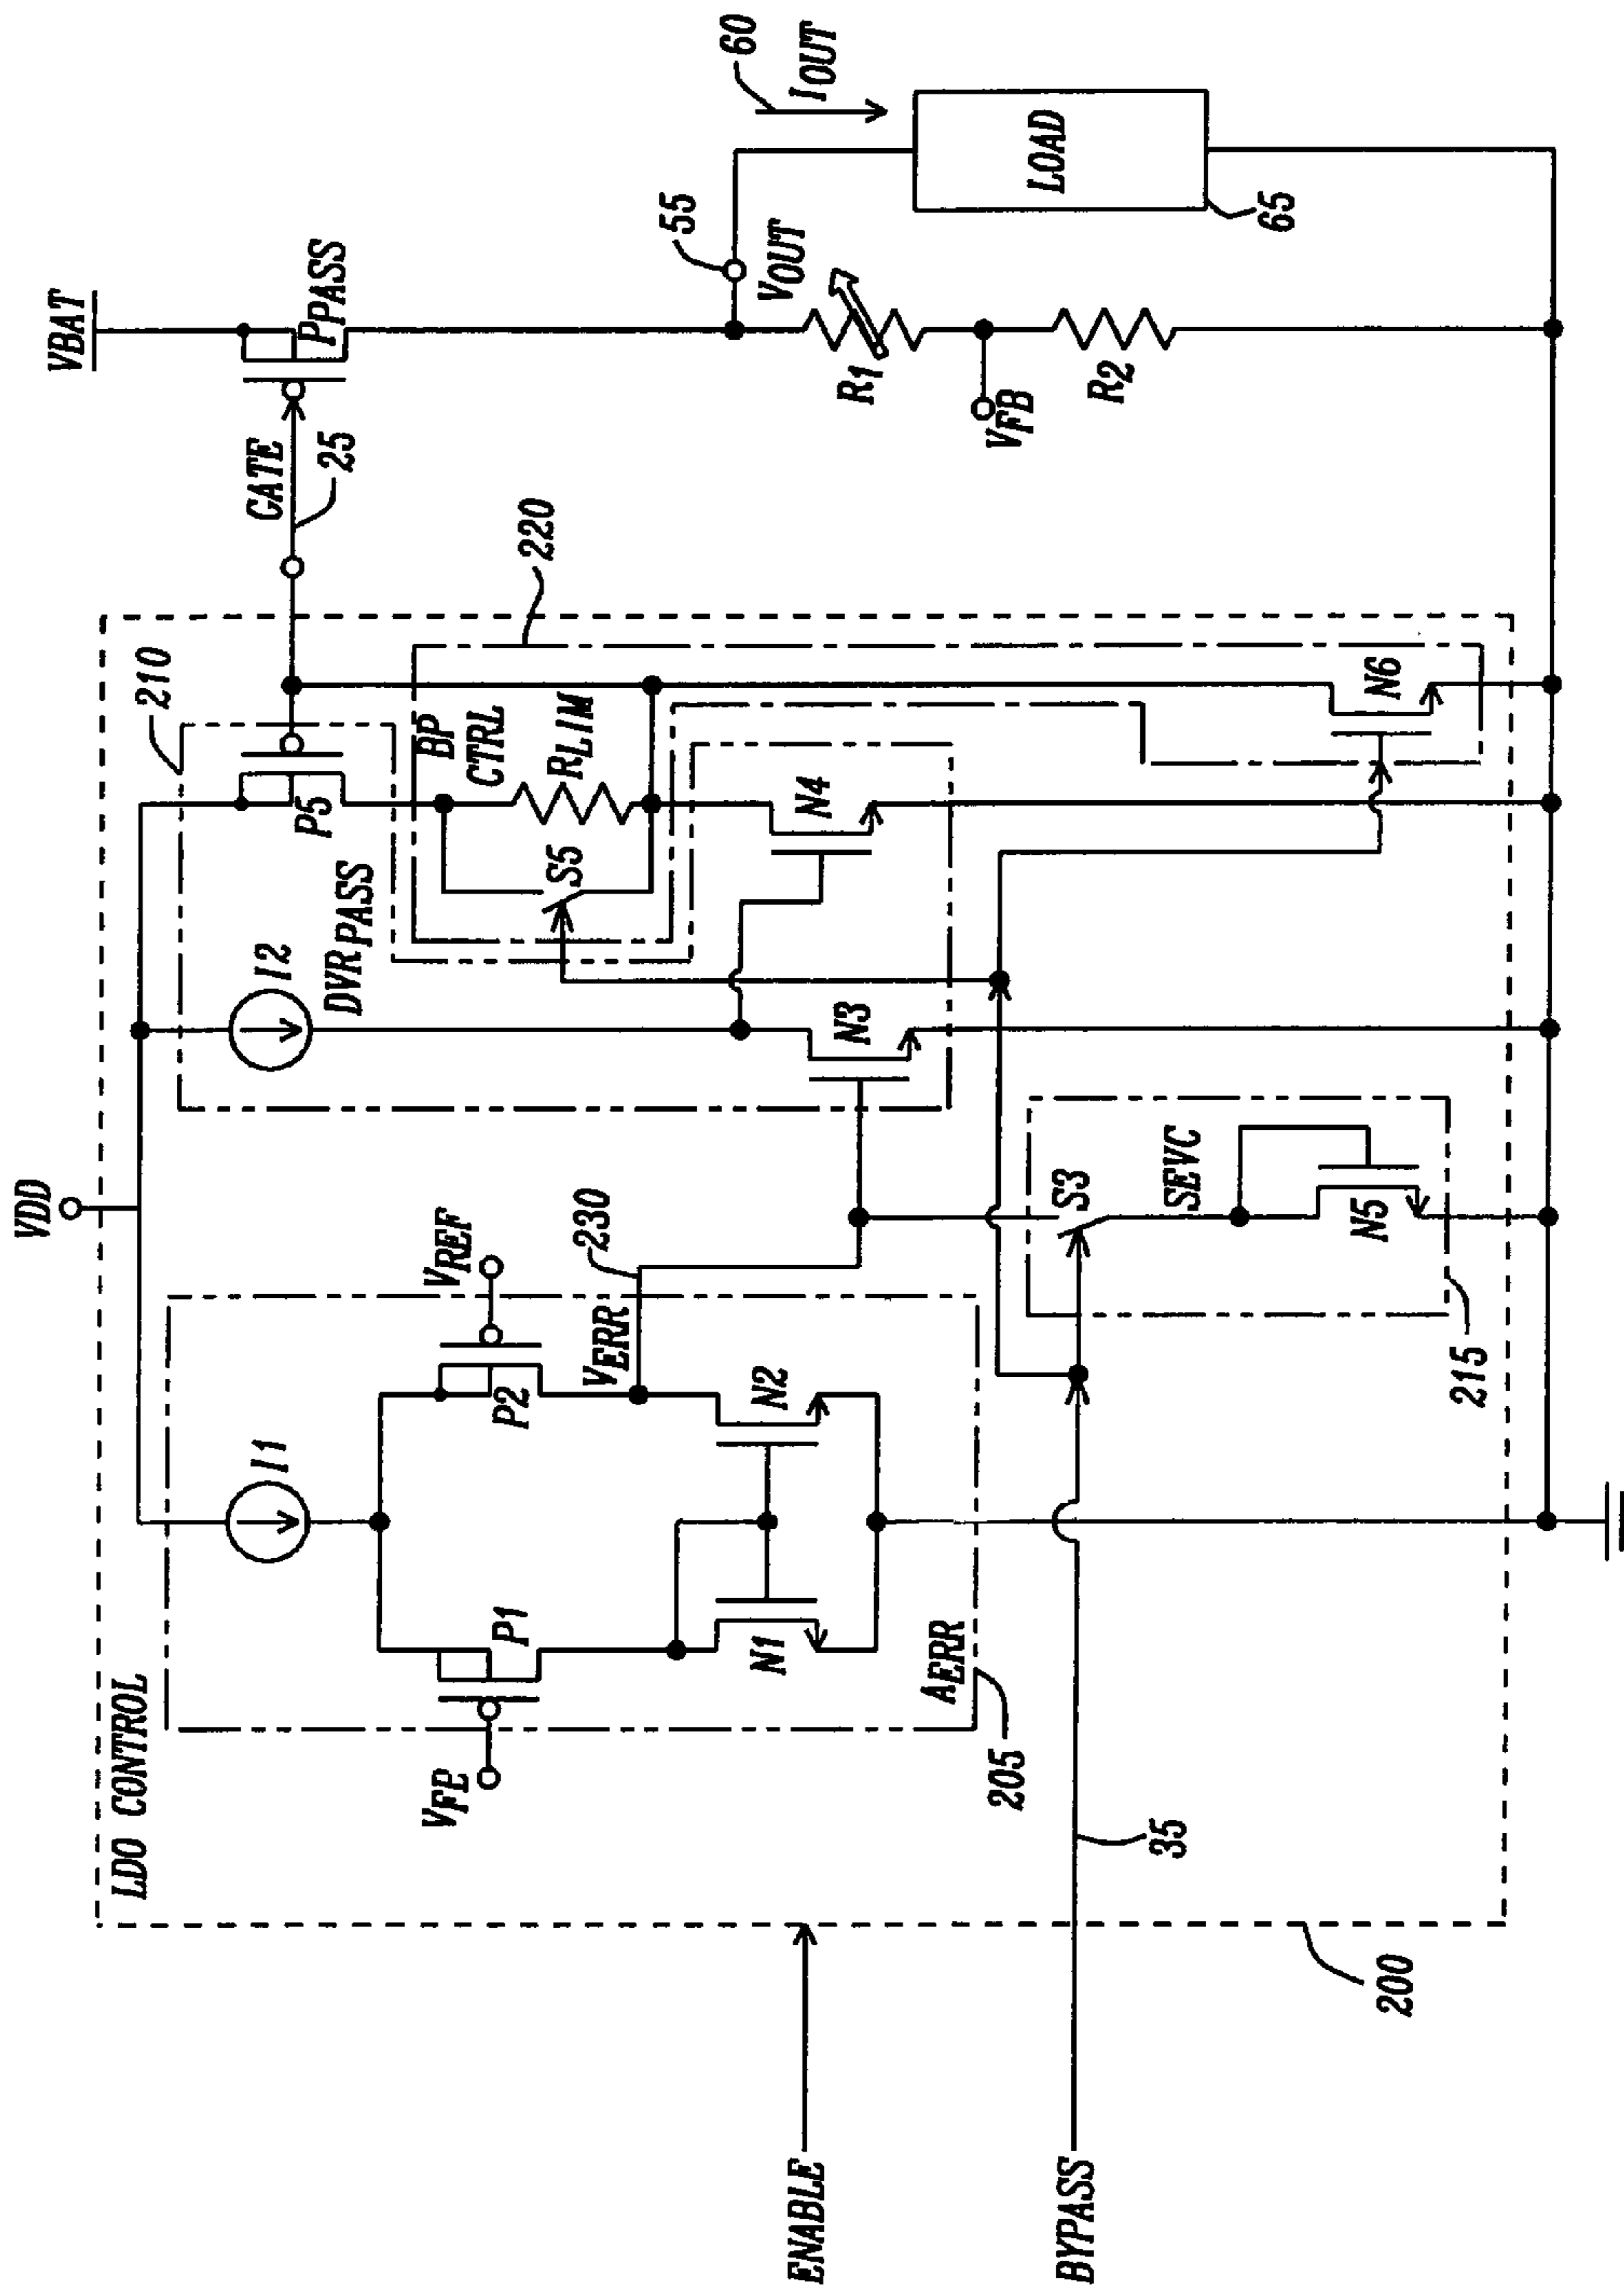 VDD
VBAT
LDO CONTROL
I1
I2
210
GATE
25
PPASS
P5
DVRPASS
BP
CTRL
220
RLIM
S5
VFE
P1
P2
VREF
VERR
230
N1
N2
N3
N4
AERR
205
R1
VOUT
55
60
IOUT
LOAD
65
VFB
R2
ENABLE
BYPASS
35
S3
SEVC
N5
215
N6
200